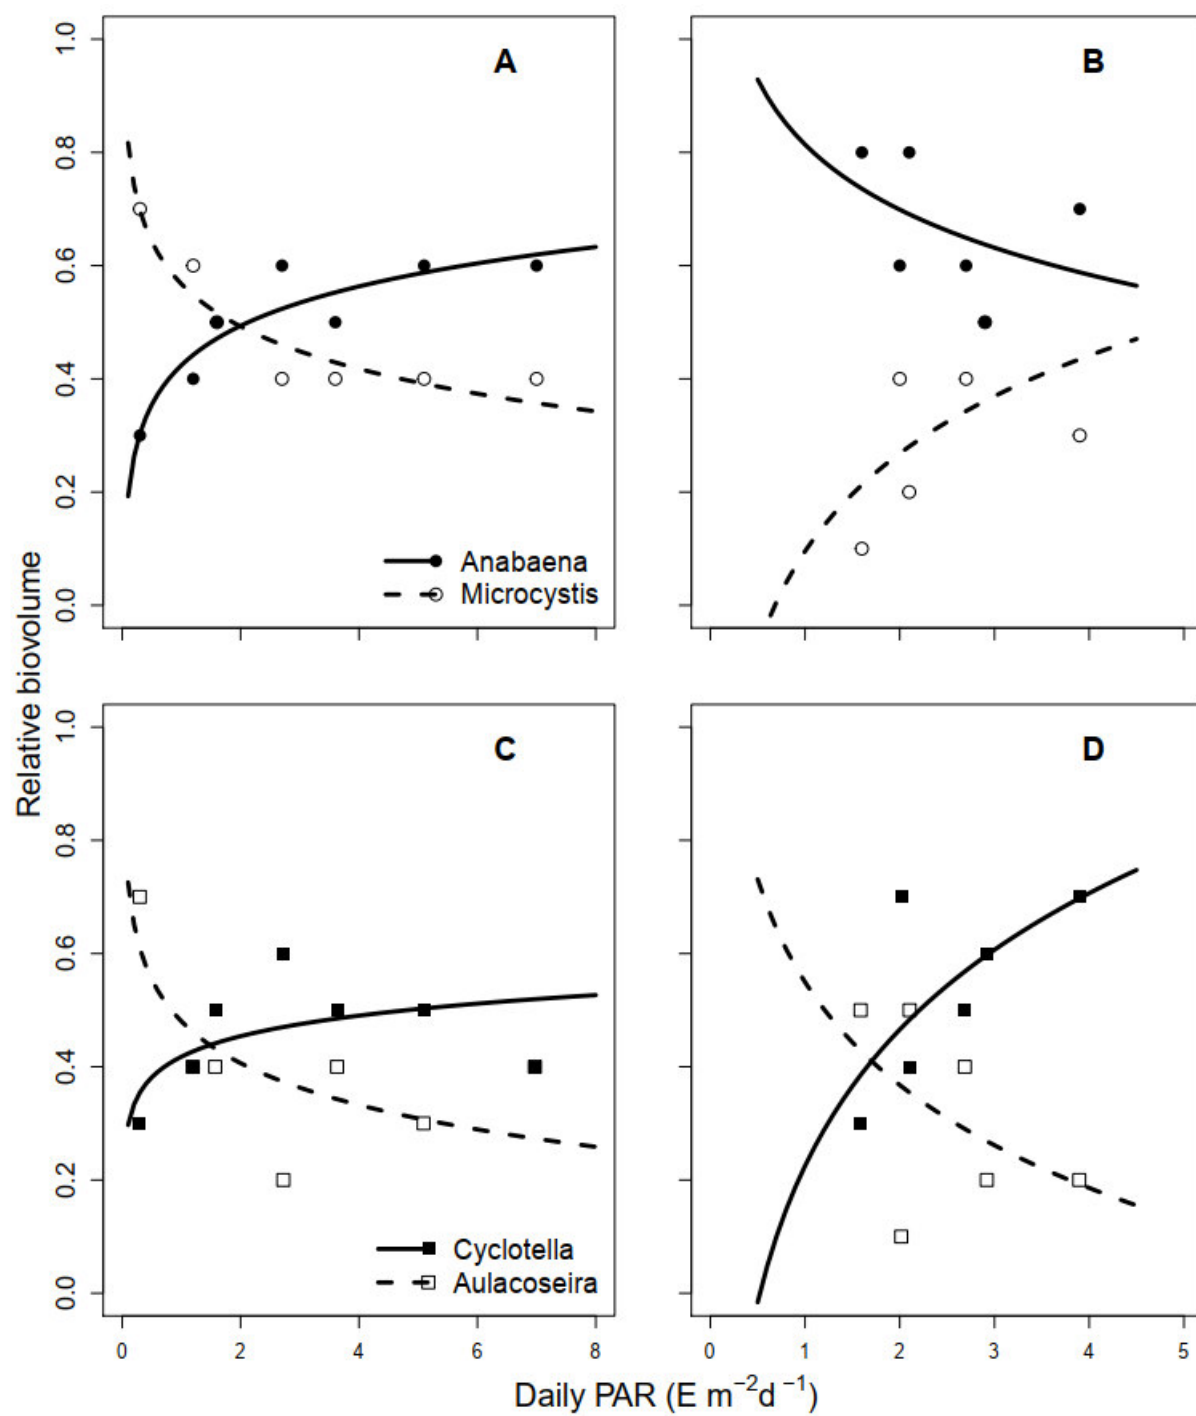 A
B
1.0
0.8
0.6
0.4
0.2
0.0
Anabaena
Microcystis
Relative biovolume
C
D
1.0
0.8
0.6
0.4
0.2
0.0
Cyclotella
Aulacoseira
0 2 4 6 8
0 1 2 3 4 5
Daily PAR (E m⁻²d⁻¹)